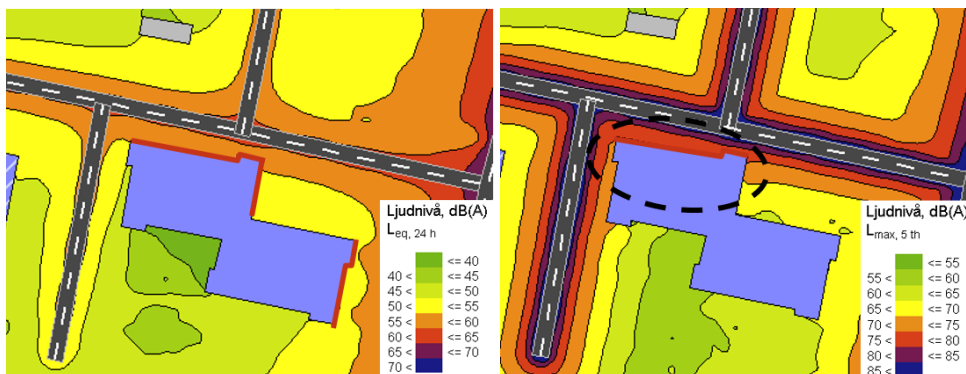 Ljudnivå, dB(A)
Leq, 24 h
<= 40
40 < <= 45
45 < <= 50
50 < <= 55
55 < <= 60
60 < <= 65
65 < <= 70
70 <
Ljudnivå, dB(A)
Lmax, 5 th
<= 55
55 < <= 60
60 < <= 65
65 < <= 70
70 < <= 75
75 < <= 80
80 < <= 85
85 <